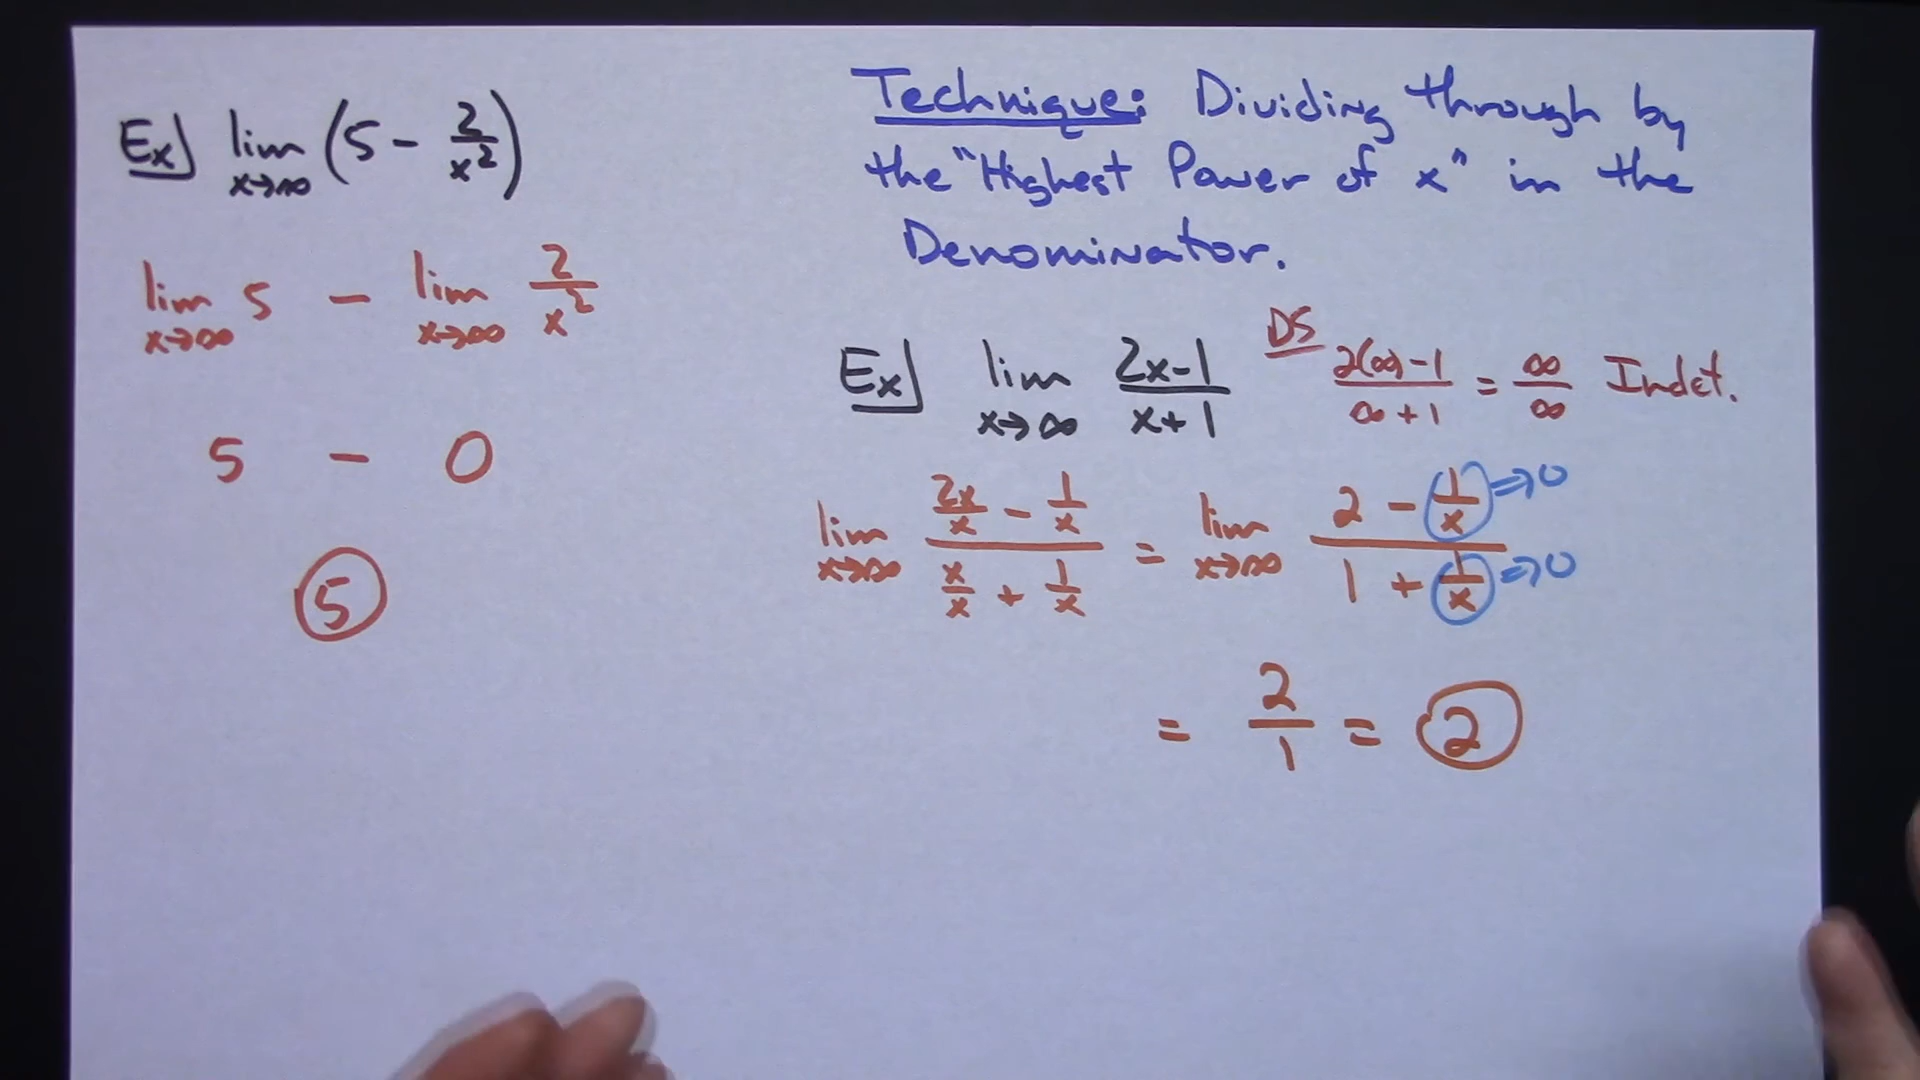 Ex] lim x→∞ (5 - 2/x²)
lim x→∞ 5 - lim x→∞ 2/x²
5 - 0
5
Technique: Dividing through by
the "Highest Power of x" in the
Denominator.
Ex] lim x→∞ (2x-1)/(x+1) DS (2(∞)-1)/(∞+1) = ∞/∞ Indet.
lim x→∞ (2x/x - 1/x)/(x/x + 1/x) = lim x→∞ (2 - 1/x ⇒0)/(1 + 1/x ⇒0)
= 2/1 = 2